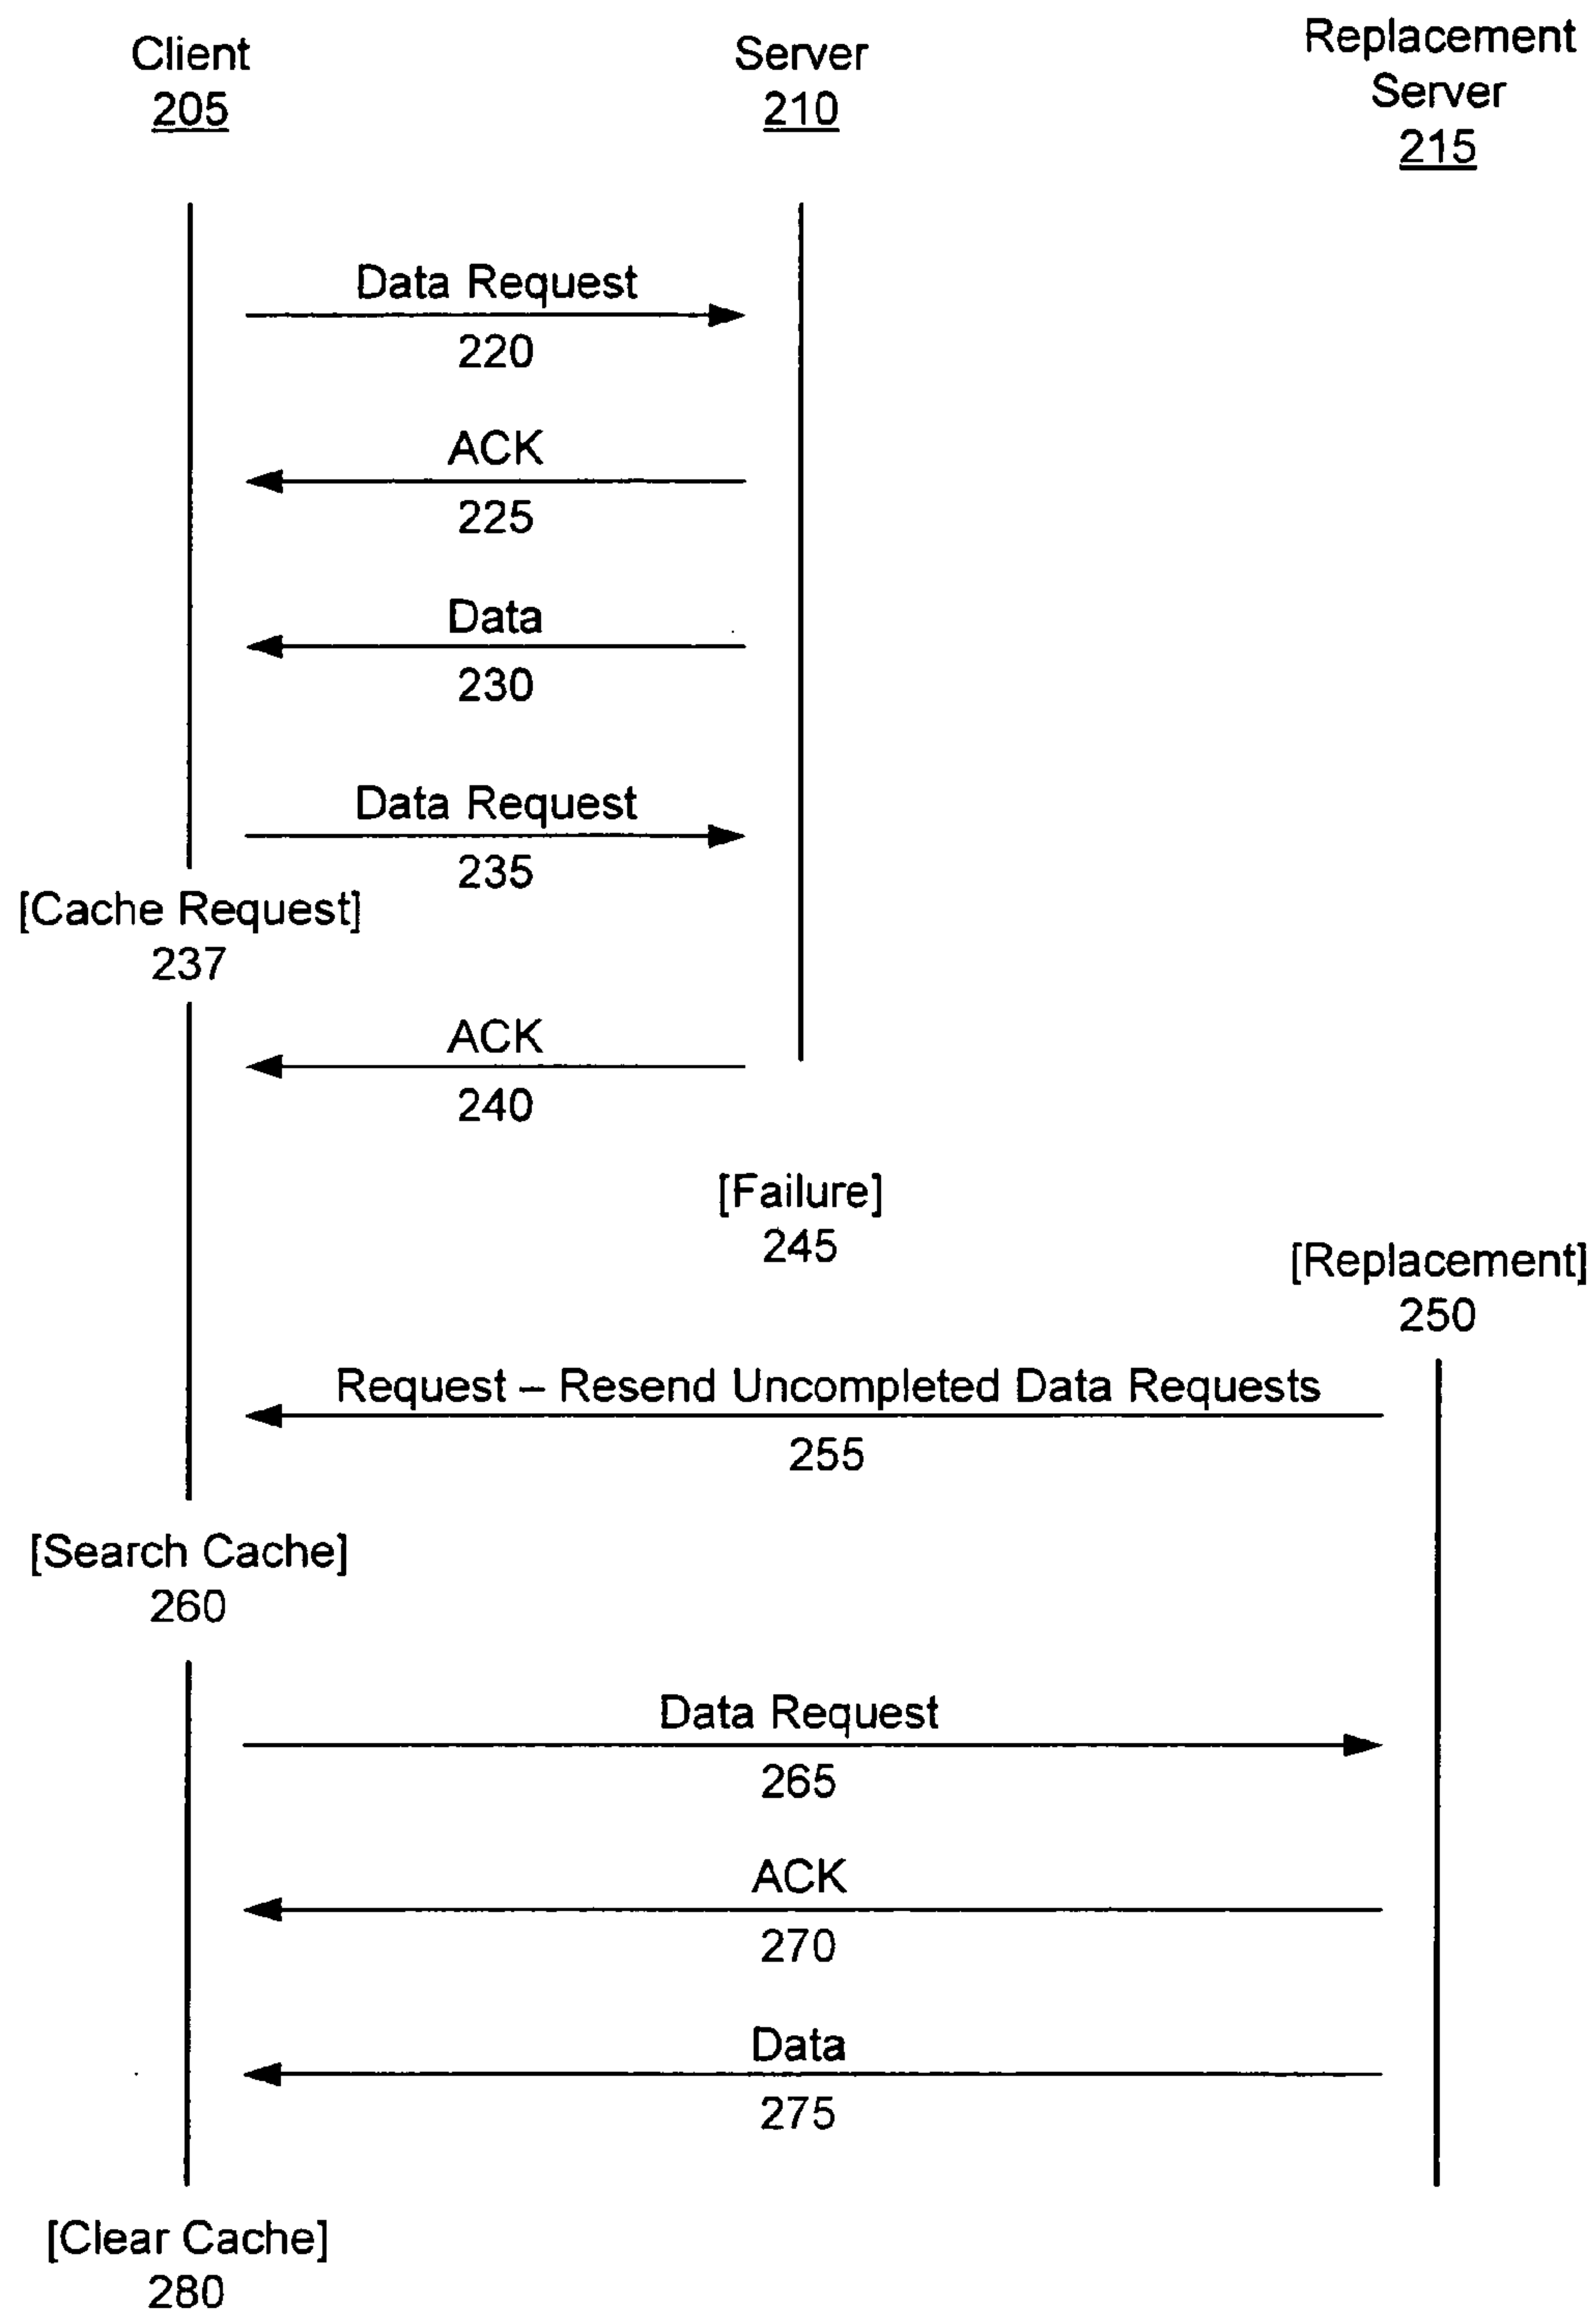 Client
205
Server
210
Replacement
Server
215
Data Request
220
ACK
225
Data
230
Data Request
235
[Cache Request]
237
ACK
240
[Failure]
245
[Replacement]
250
Request – Resend Uncompleted Data Requests
255
[Search Cache]
260
Data Request
265
ACK
270
Data
275
[Clear Cache]
280